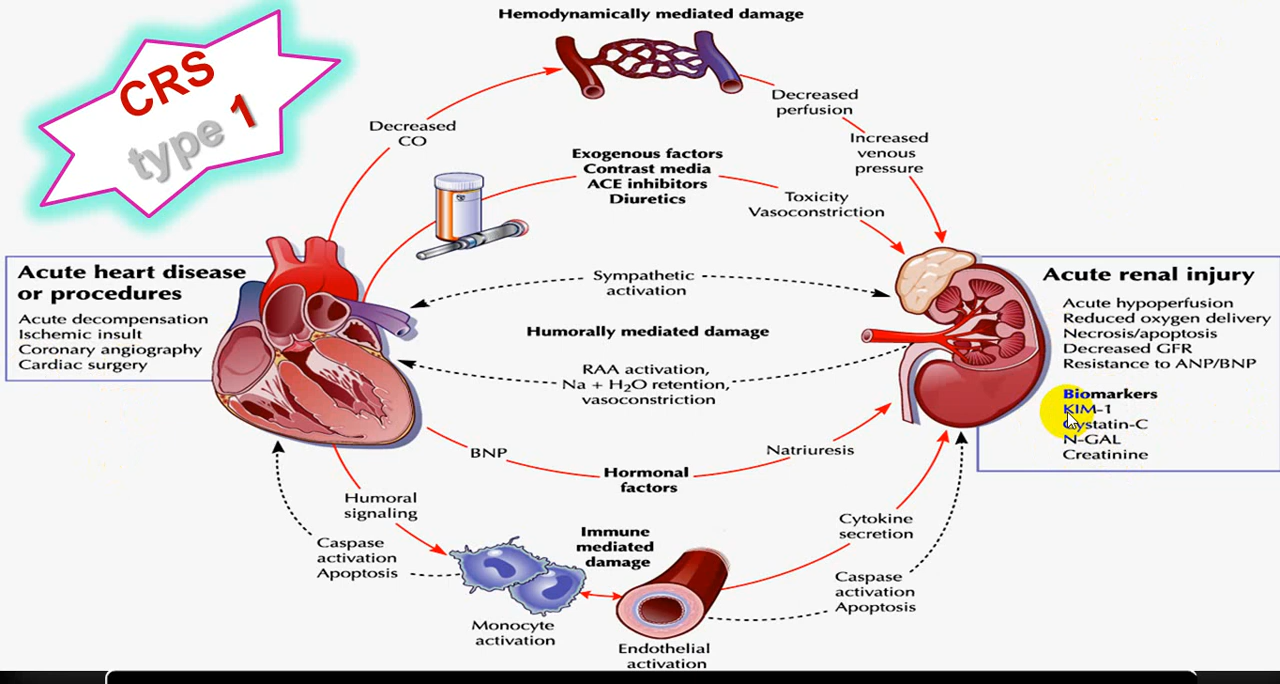 CRS
type 1
Hemodynamically mediated damage
Decreased
CO
Decreased
perfusion
Increased
venous
pressure
Exogenous factors
Contrast media
ACE inhibitors
Diuretics
Toxicity
Vasoconstriction
Acute heart disease
or procedures
Acute decompensation
Ischemic insult
Coronary angiography
Cardiac surgery
Sympathetic
activation
Humorally mediated damage
RAA activation,
Na + H₂O retention,
vasoconstriction
Acute renal injury
Acute hypoperfusion
Reduced oxygen delivery
Necrosis/apoptosis
Decreased GFR
Resistance to ANP/BNP
Biomarkers
KIM-1
Cystatin-C
N-GAL
Creatinine
BNP
Hormonal
factors
Natriuresis
Humoral
signaling
Caspase
activation
Apoptosis
Immune
mediated
damage
Monocyte
activation
Endothelial
activation
Cytokine
secretion
Caspase
activation
Apoptosis